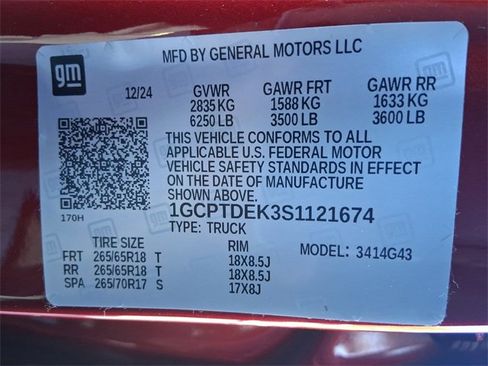 gm
MFD BY GENERAL MOTORS LLC
12/24 GVWR GAWR FRT GAWR RR
2835 KG 1588 KG 1633 KG
6250 LB 3500 LB 3600 LB
THIS VEHICLE CONFORMS TO ALL
APPLICABLE U.S. FEDERAL MOTOR
VEHICLE SAFETY STANDARDS IN EFFECT
ON THE DATE OF MANUFACTURE
SHOWN ABOVE.
170H
1GCPTDEK3S1121674
TYPE: TRUCK
TIRE SIZE RIM MODEL: 3414G43
FRT 265/65R18 T 18X8.5J
RR 265/65R18 T 18X8.5J
SPA 265/70R17 S 17X8J